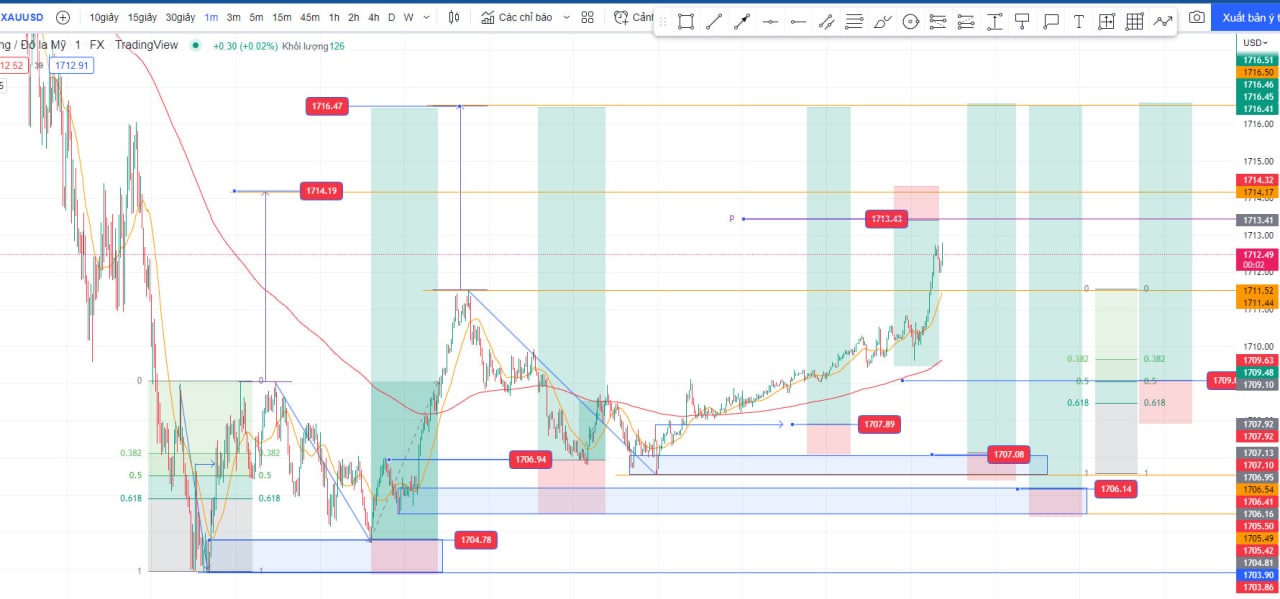 XAUUSD 10giây 15giây 30giây 1m 3m 5m 15m 45m 1h 2h 4h D W Các chỉ báo Cảnh Xuất bản ý t
ng / Đô la Mỹ 1 FX TradingView +0.30 (+0.02%) Khối lượng126 USD
12.52 39 1712.91
5
1716.51
1716.50
1716.46
1716.45
1716.41
1716.47
1716.00
1715.00
1714.32
1714.19
1714.17
P 1713.43 1713.41
1713.00
1712.49
00:02
1712.00
0 0 1711.52
1711.44
1711.00
1710.00
0.382 0.382 1709.63
1709.48
0 0 0.5 0.5 1709. 1709.10
0.618 0.618
1707.89 1707.92
1707.92
0.382 0.382 1707.08 1707.13
1706.94 1707.10
0.5 0.5 1 1 1706.95
1706.14 1706.54
0.618 0.618 1706.41
1706.16
1705.50
1705.49
1704.78 1705.42
1704.81
1 1 1703.90
1703.86